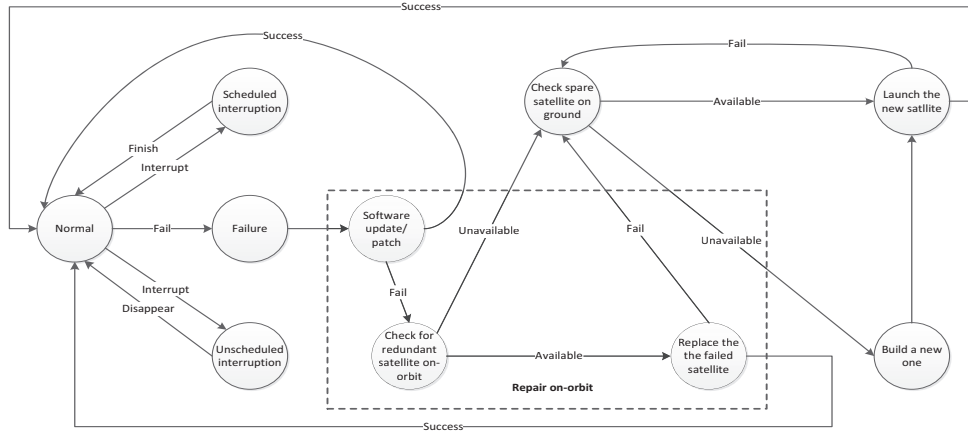 Success
Success
Fail
Scheduled
interruption
Check spare
satellite on
ground
Available
Launch the
new satllite
Finish
Interrupt
Normal
Fail
Failure
Software
update/
patch
Unavailable
Fail
Unavailable
Interrupt
Disappear
Fail
Unscheduled
interruption
Check for
redundant
satellite on-
orbit
Available
Replace the
the failed
satellite
Build a new
one
Repair on-orbit
Success